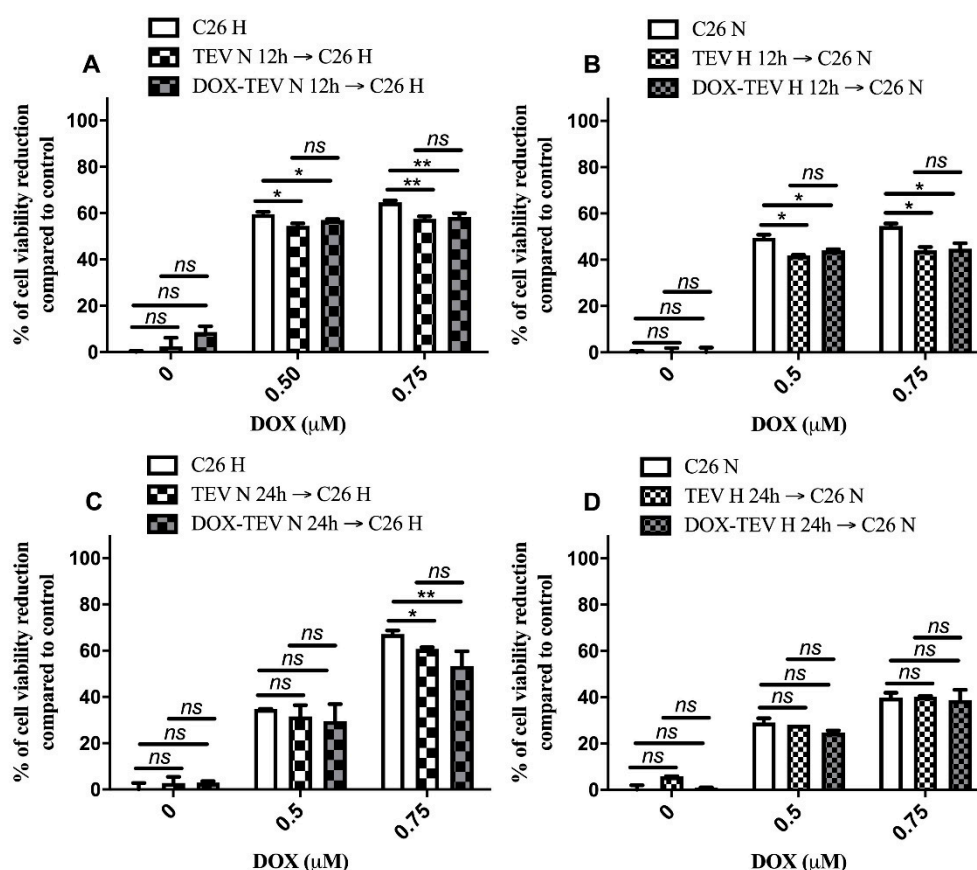 A
C26 H
TEV N 12h → C26 H
DOX-TEV N 12h → C26 H
% of cell viability reduction
compared to control
100
80
60
40
20
0
ns
ns
ns
*
*
ns
**
**
ns
0
0.50
0.75
DOX (µM)
B
C26 N
TEV H 12h → C26 N
DOX-TEV H 12h → C26 N
% of cell viability reduction
compared to control
100
80
60
40
20
0
ns
ns
ns
*
*
ns
*
*
ns
0
0.5
0.75
DOX (µM)
C
C26 H
TEV N 24h → C26 H
DOX-TEV N 24h → C26 H
% of cell viability reduction
compared to control
100
80
60
40
20
0
ns
ns
ns
ns
ns
ns
*
**
ns
0
0.5
0.75
DOX (µM)
D
C26 N
TEV H 24h → C26 N
DOX-TEV H 24h → C26 N
% of cell viability reduction
compared to control
100
80
60
40
20
0
ns
ns
ns
ns
ns
ns
ns
ns
ns
0
0.5
0.75
DOX (µM)